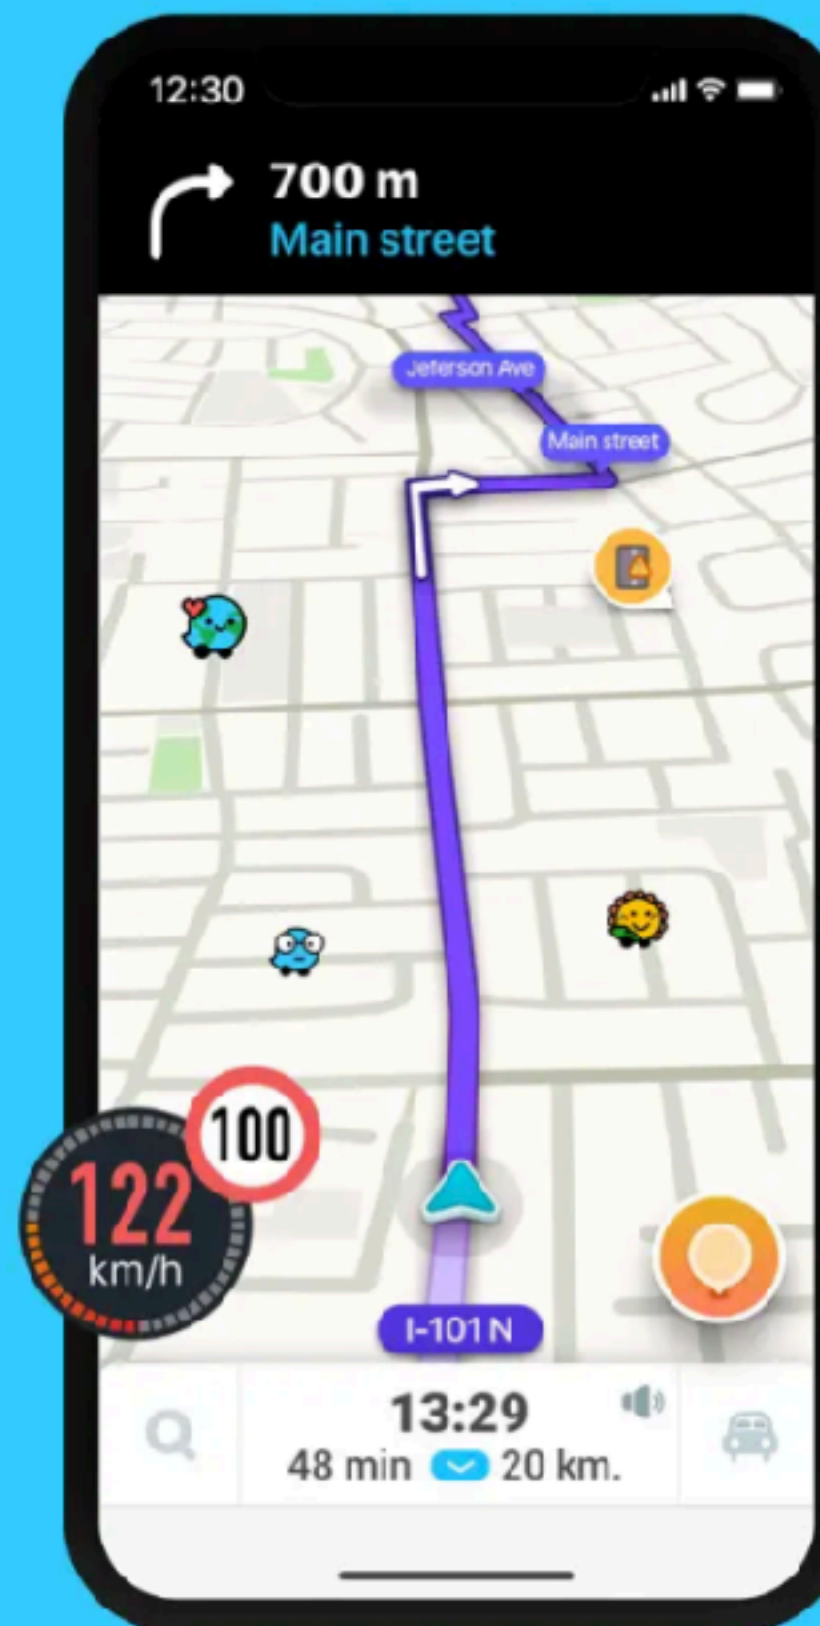 12:30
700 m
Main street
Jeferson Ave
Main street
100
122
km/h
I-101 N
13:29
48 min 20 km.